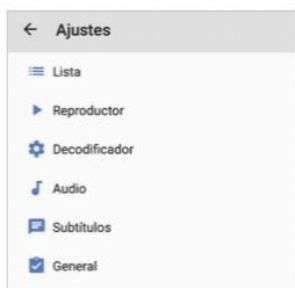 Ajustes
Lista
Reproductor
Decodificador
Audio
Subtítulos
General